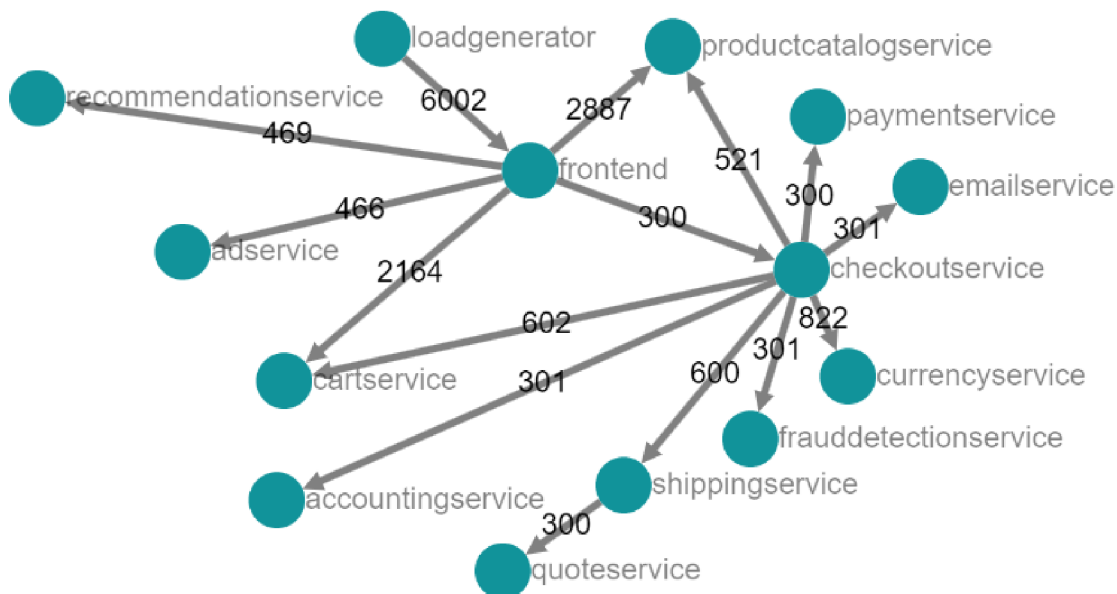 loadgenerator
productcatalogservice
recommendationservice
6002
2887
paymentservice
469
521
frontend
emailservice
300
466
300
301
adservice
2164
checkoutservice
602
822
301
cartservice
301
600
currencyservice
frauddetectionservice
accountingservice
shippingservice
300
quoteservice